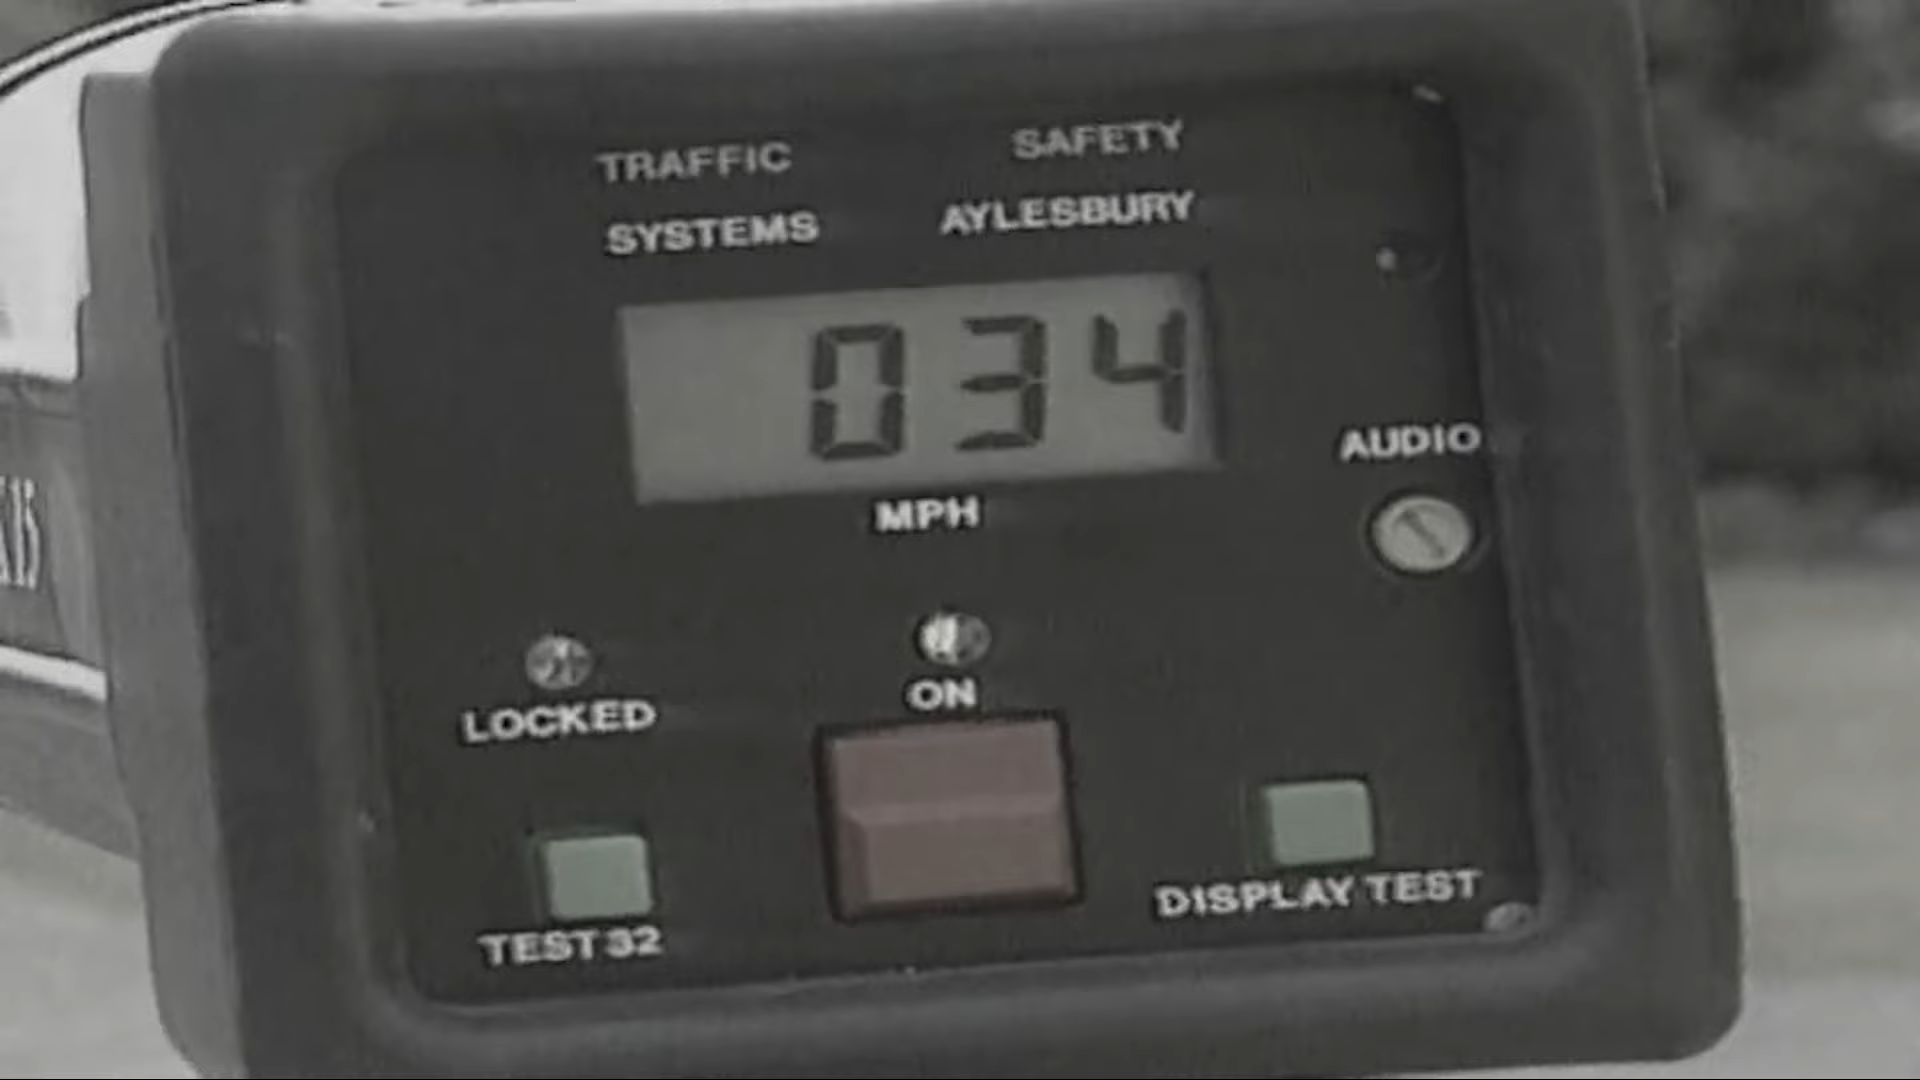 TRAFFIC SAFETY
SYSTEMS AYLESBURY
034
MPH
AUDIO
LOCKED
ON
TEST 32
DISPLAY TEST